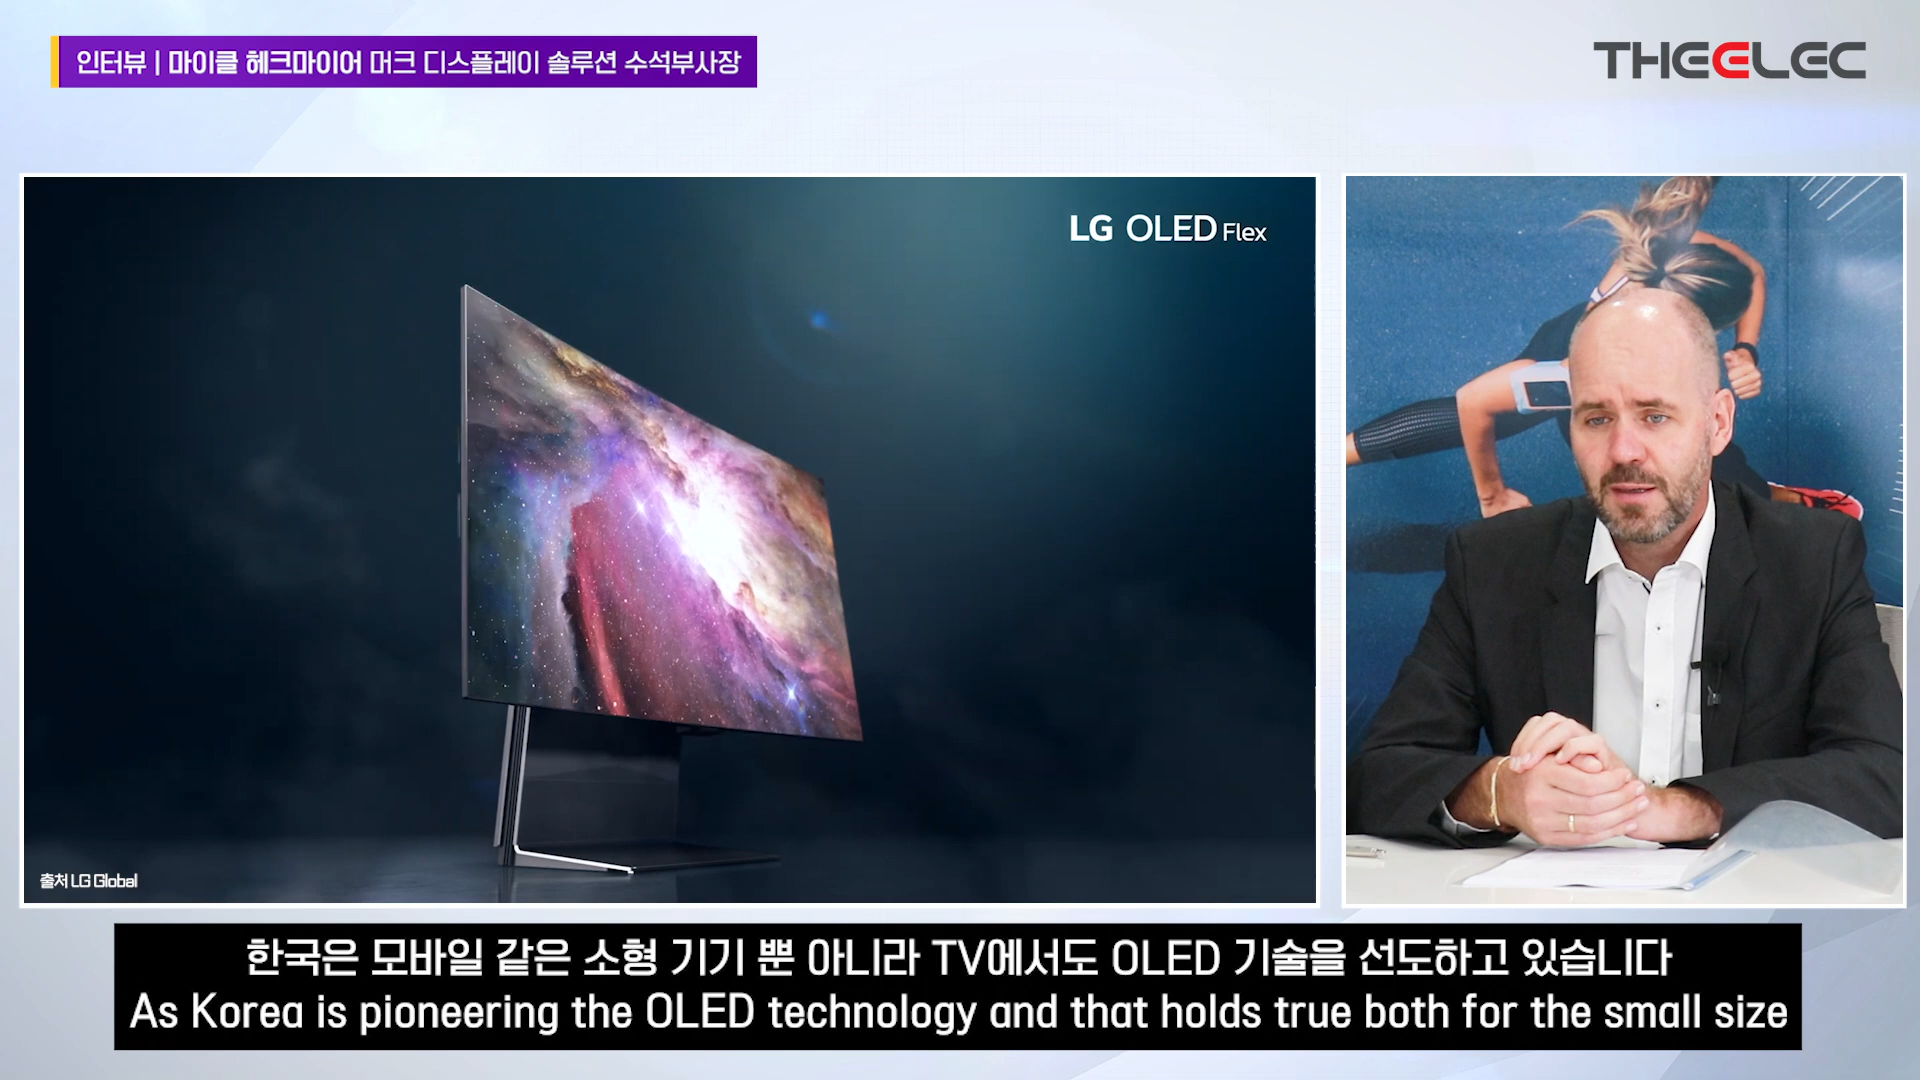 인터뷰 | 마이클 헤크마이어 머크 디스플레이 솔루션 수석부사장
THEELEC
LG OLED Flex
출처 LG Global
한국은 모바일 같은 소형 기기 뿐 아니라 TV에서도 OLED 기술을 선도하고 있습니다
As Korea is pioneering the OLED technology and that holds true both for the small size